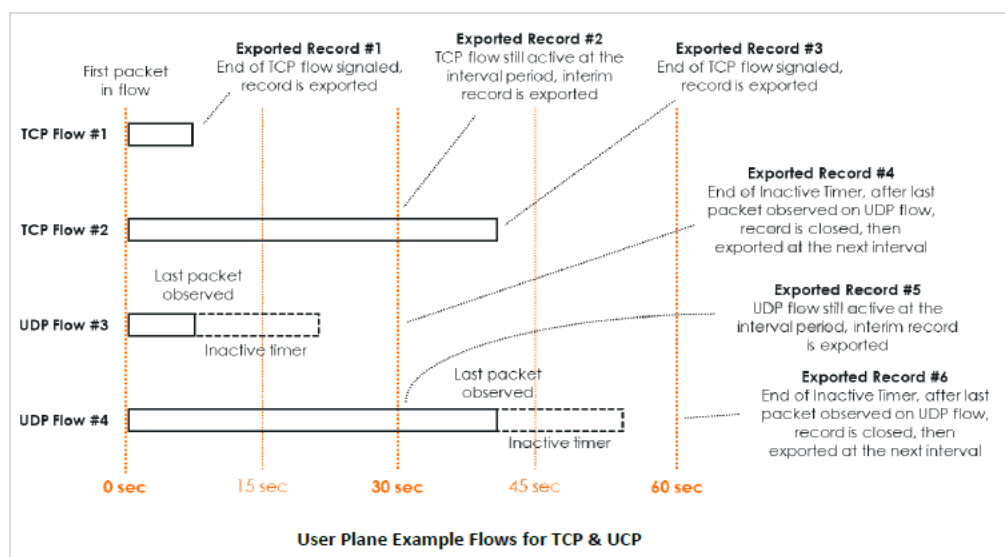 Exported Record #1
End of TCP flow signaled,
record is exported
Exported Record #2
TCP flow still active at the
interval period, interim
record is exported
Exported Record #3
End of TCP flow signaled,
record is exported
First packet
in flow
TCP Flow #1
Exported Record #4
End of Inactive Timer, after last
packet observed on UDP flow,
record is closed, then
exported at the next interval
TCP Flow #2
Last packet
observed
UDP Flow #3
Inactive timer
Exported Record #5
UDP flow still active at the
interval period, interim record
is exported
Last packet
observed
UDP Flow #4
Inactive timer
Exported Record #6
End of Inactive Timer, after last
packet observed on UDP flow,
record is closed, then
exported at the next interval
0 sec
15 sec
30 sec
45 sec
60 sec
User Plane Example Flows for TCP & UCP